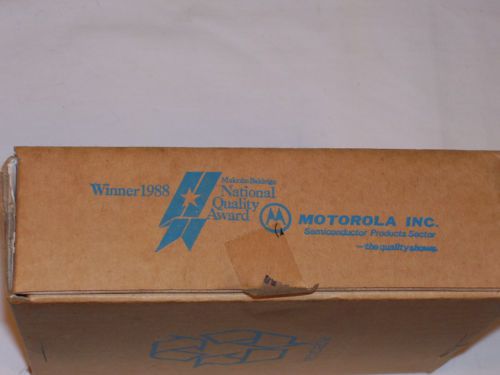 Winner 1988
Malcolm Baldrige
National
Quality
Award
MOTOROLA INC.
Semiconductor Products Sector
—the quality shows.